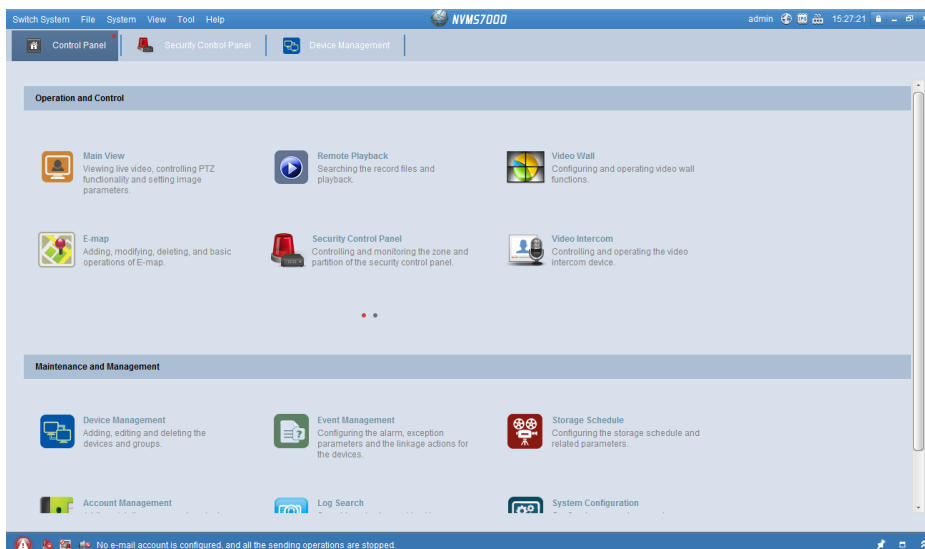 Switch System File System View Tool Help
NVMS7000
admin 15:27:21
Control Panel
Security Control Panel
Device Management
Operation and Control
Main View
Viewing live video, controlling PTZ
functionality and setting image
parameters.
Remote Playback
Searching the record files and
playback.
Video Wall
Configuring and operating video wall
functions.
E-map
Adding, modifying, deleting, and basic
operations of E-map.
Security Control Panel
Controlling and monitoring the zone and
partition of the security control panel.
Video Intercom
Controlling and operating the video
intercom device.
Maintenance and Management
Device Management
Adding, editing and deleting the
devices and groups.
Event Management
Configuring the alarm, exception
parameters and the linkage actions for
the devices.
Storage Schedule
Configuring the storage schedule and
related parameters.
Account Management
Log Search
System Configuration
No e-mail account is configured, and all the sending operations are stopped.